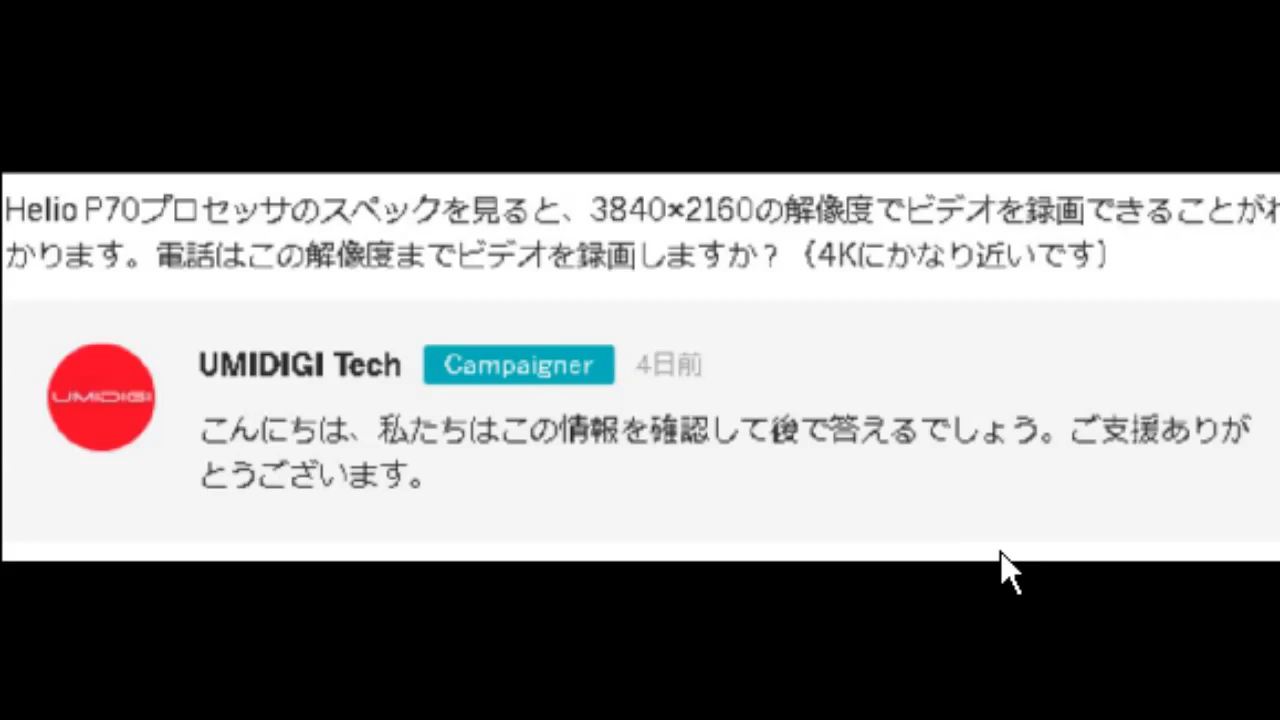 Helio P70プロセッサのスペックを見ると、3840×2160の解像度でビデオを録画できることがわ
かります。電話はこの解像度までビデオを録画しますか？（4Kにかなり近いです）
UMIDIGI Tech Campaigner 4日前
UMIDIGI
こんにちは、私たちはこの情報を確認して後で答えるでしょう。ご支援ありが
とうございます。